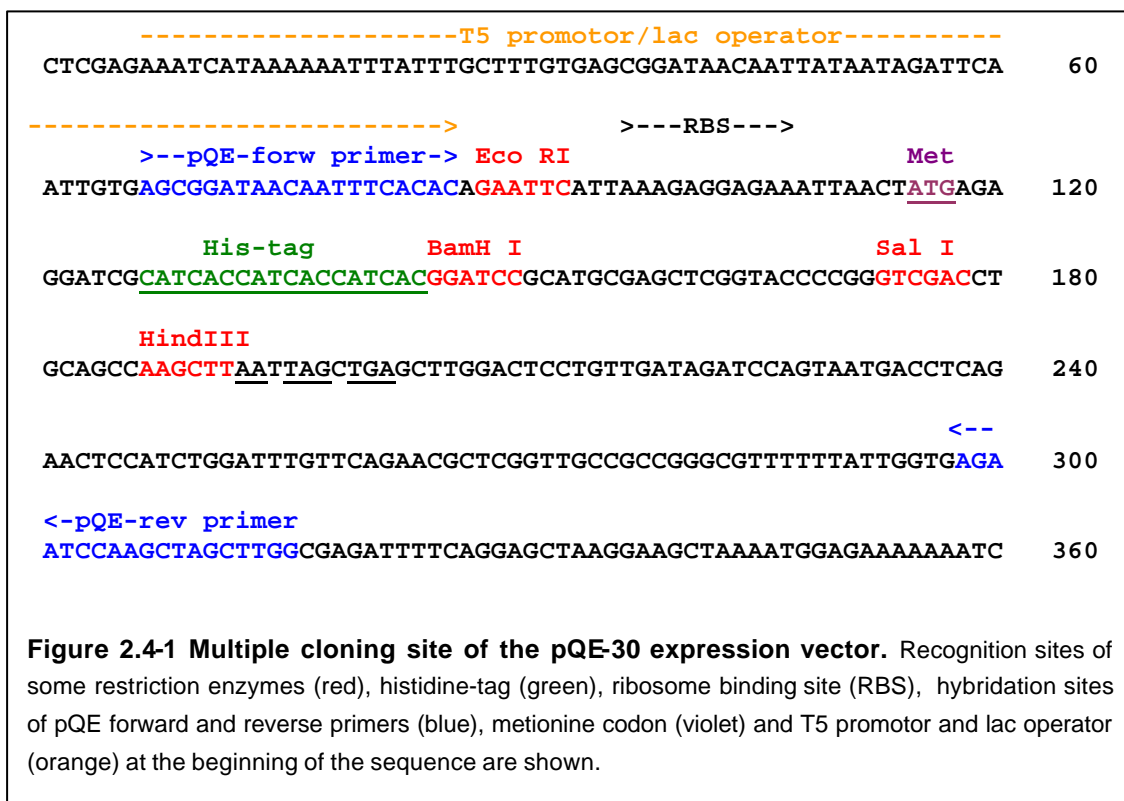 --------------------T5 promotor/lac operator----------
CTCGAGAAATCATAAAAAATTTATTTGCTTTGTGAGCGGATAACAATTATAATAGATTCA 60
--------------------------> >---RBS--->
>--pQE-forw primer-> Eco RI Met
ATTGTGAGCGGATAACAATTTCACACAGAATTCATTAAAGAGGAGAAATTAACTATGAGA 120
His-tag BamH I Sal I
GGATCGCATCACCATCACCATCACGGATCCGCATGCGAGCTCGGTACCCCGGGTCGACCT 180
HindIII
GCAGCCAAGCTTAATTAGCTGAGCTTGGACTCCTGTTGATAGATCCAGTAATGACCTCAG 240
<--
AACTCCATCTGGATTTGTTCAGAACGCTCGGTTGCCGCCGGGCGTTTTTTATTGGTGAGA 300
<-pQE-rev primer
ATCCAAGCTAGCTTGGCGAGATTTTCAGGAGCTAAGGAAGCTAAAATGGAGAAAAAAATC 360
Figure 2.4-1 Multiple cloning site of the pQE-30 expression vector. Recognition sites of
some restriction enzymes (red), histidine-tag (green), ribosome binding site (RBS), hybridation sites
of pQE forward and reverse primers (blue), metionine codon (violet) and T5 promotor and lac operator
(orange) at the beginning of the sequence are shown.